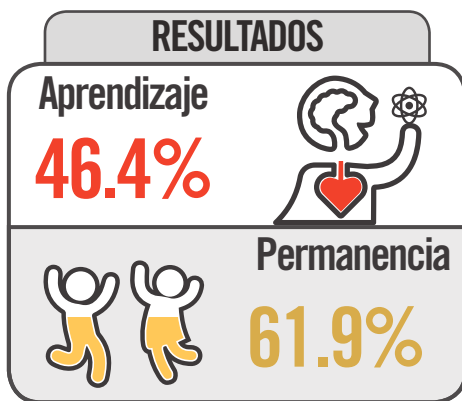 RESULTADOS
Aprendizaje
46.4%
Permanencia
61.9%